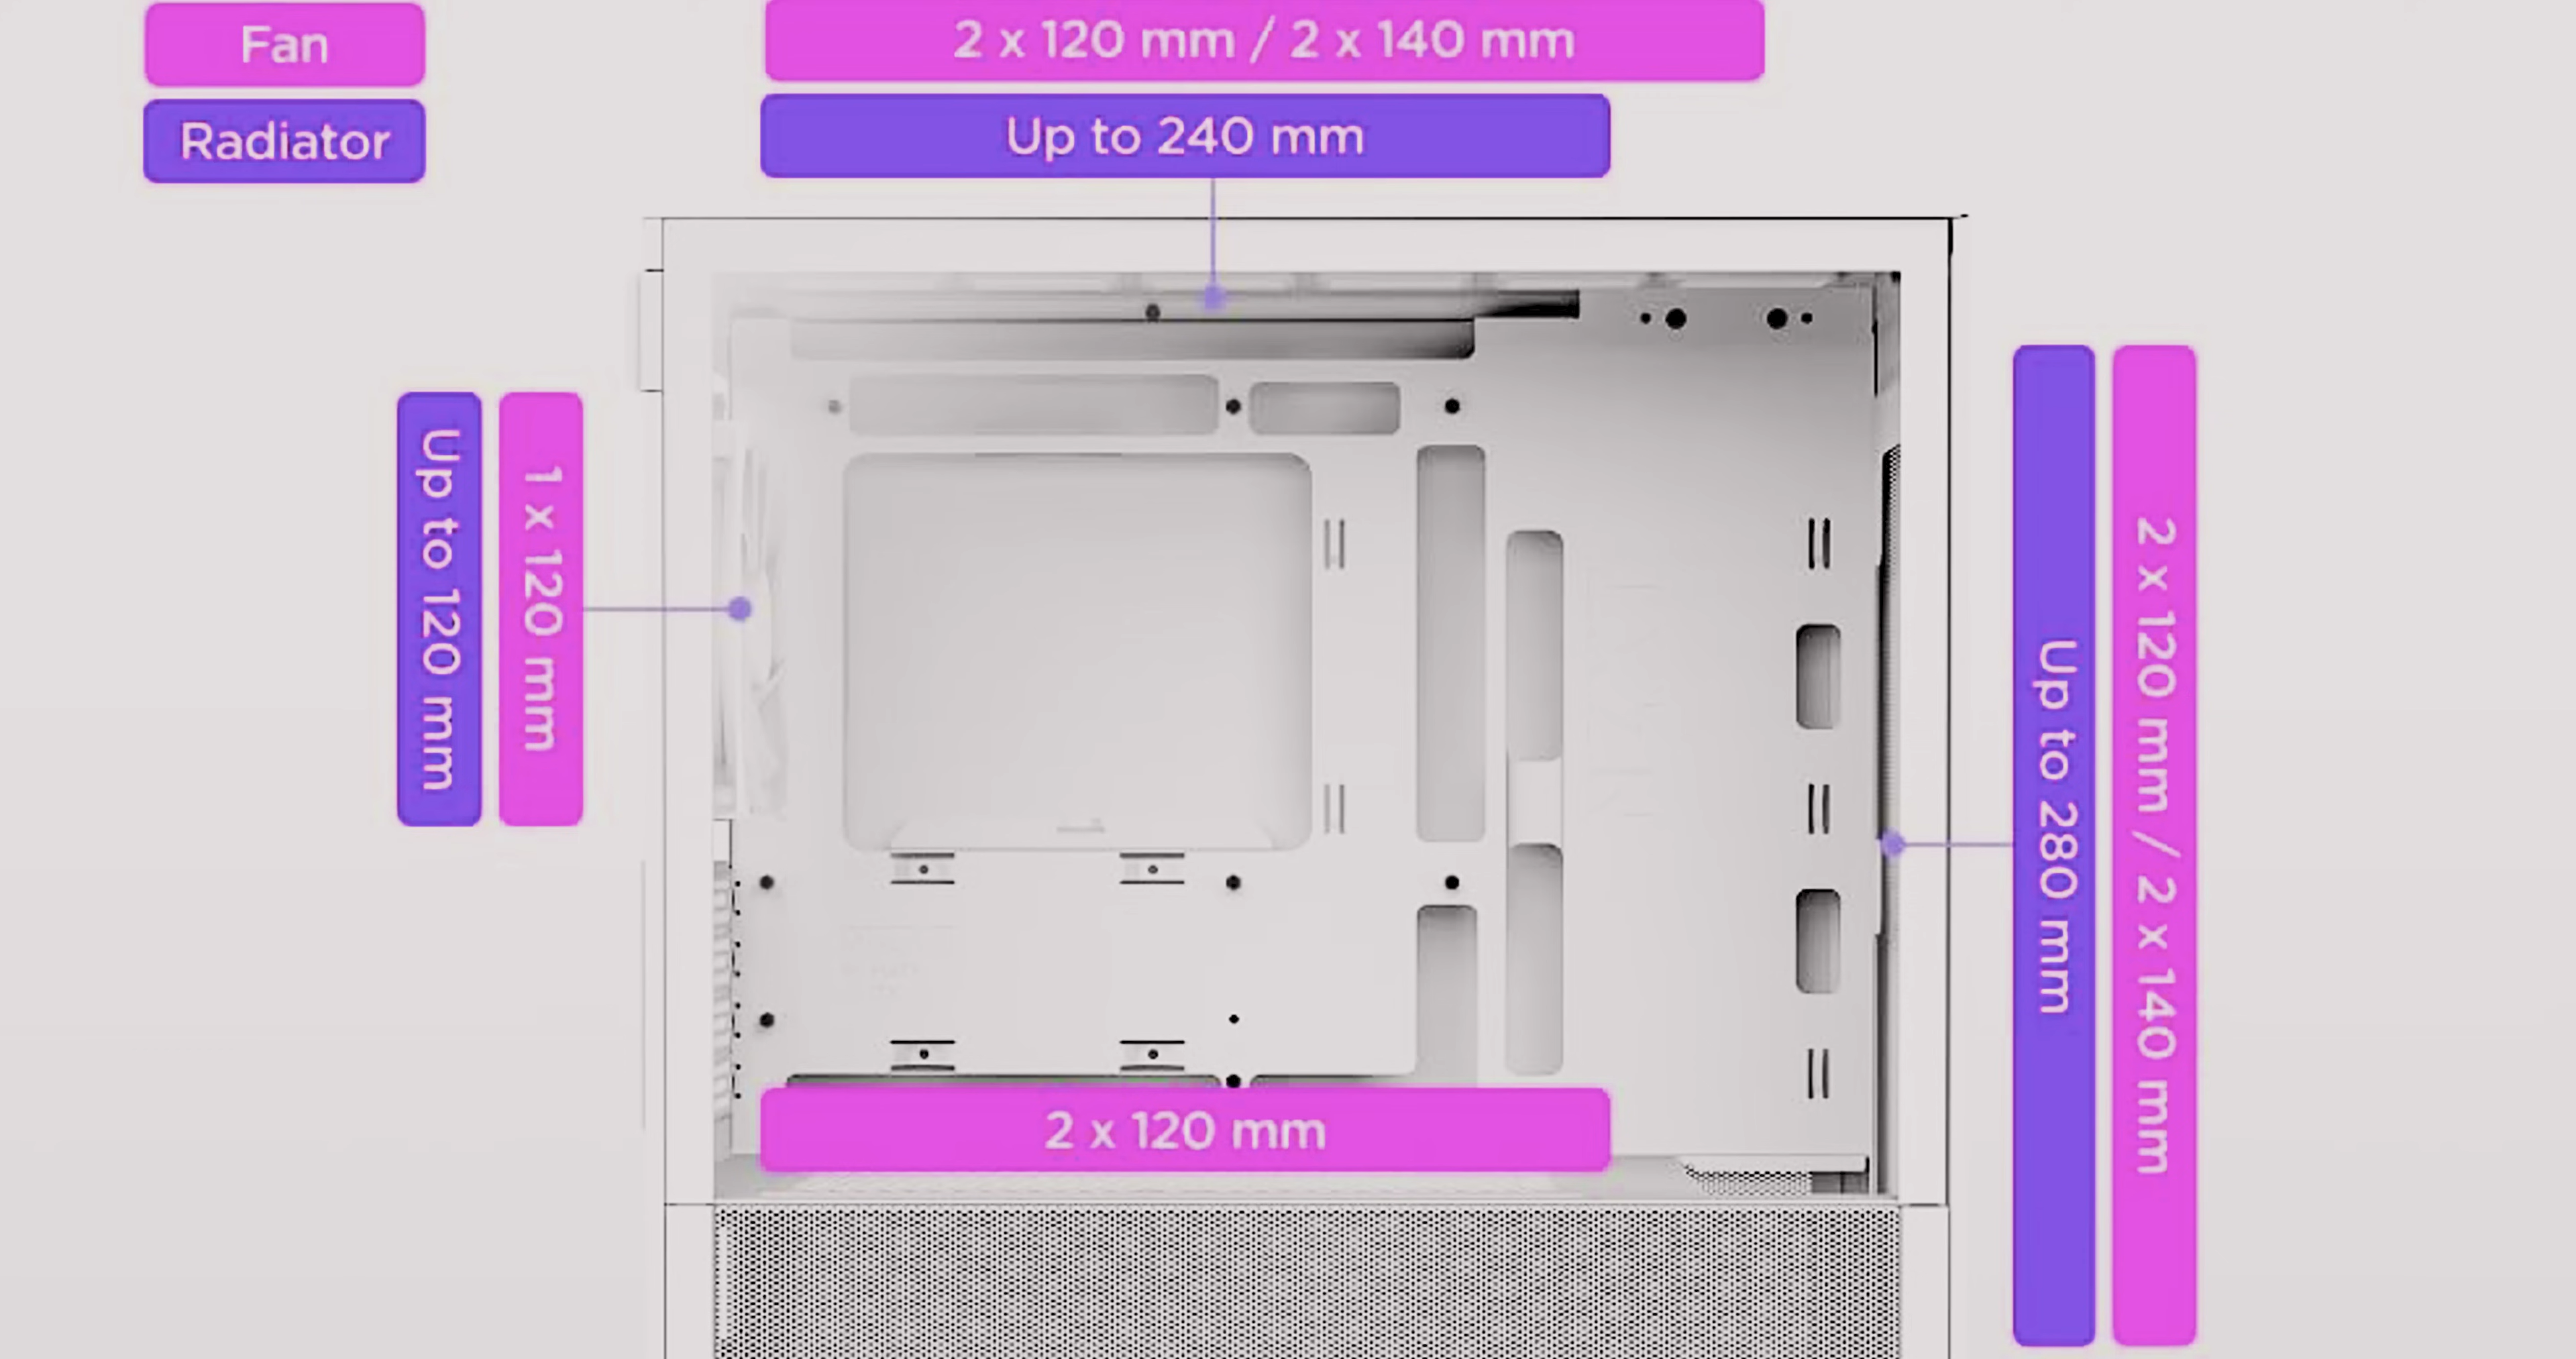 Fan
Radiator
2 x 120 mm / 2 x 140 mm
Up to 240 mm
Up to 120 mm
1 x 120 mm
Up to 280 mm
2 x 120 mm / 2 x 140 mm
2 x 120 mm